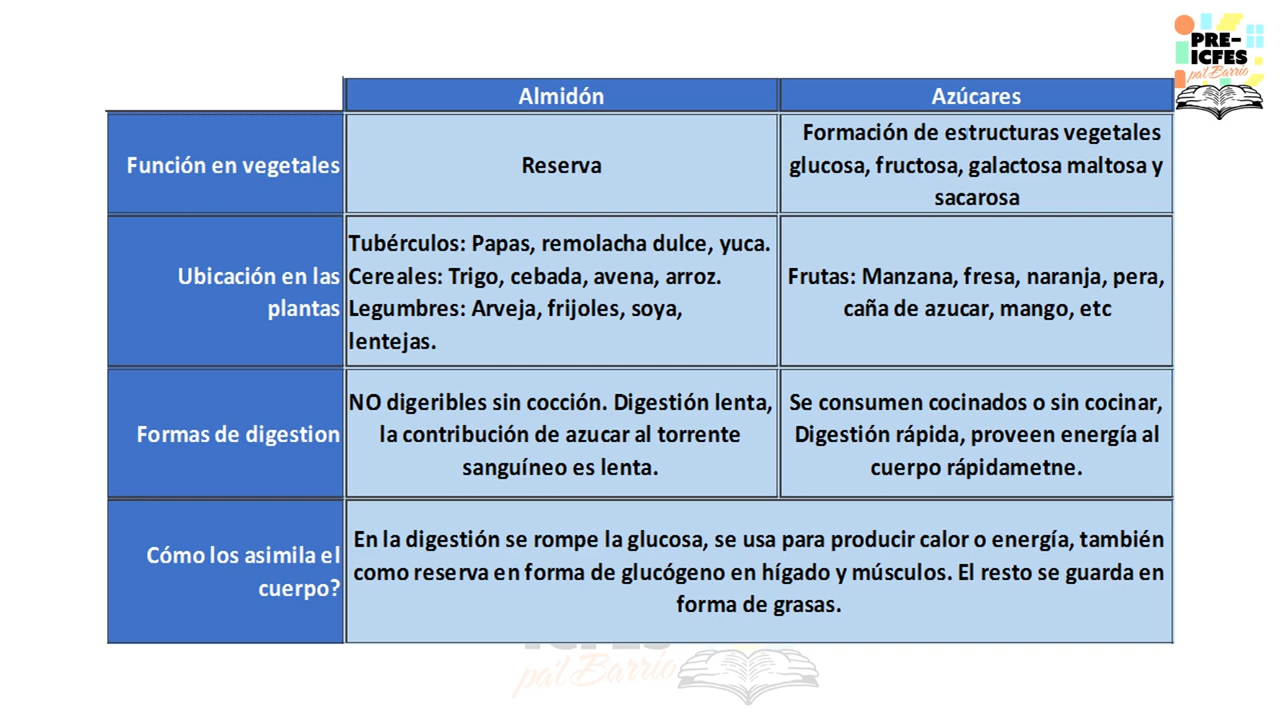 PRE-
ICFES
pa'l Barrio
Almidón
Azúcares
Función en vegetales
Reserva
Formación de estructuras vegetales
glucosa, fructosa, galactosa maltosa y
sacarosa
Ubicación en las
plantas
Tubérculos: Papas, remolacha dulce, yuca.
Cereales: Trigo, cebada, avena, arroz.
Legumbres: Arveja, frijoles, soya,
lentejas.
Frutas: Manzana, fresa, naranja, pera,
caña de azucar, mango, etc
Formas de digestion
NO digeribles sin cocción. Digestión lenta,
la contribución de azucar al torrente
sanguíneo es lenta.
Se consumen cocinados o sin cocinar,
Digestión rápida, proveen energía al
cuerpo rápidametne.
Cómo los asimila el
cuerpo?
En la digestión se rompe la glucosa, se usa para producir calor o energía, también
como reserva en forma de glucógeno en hígado y músculos. El resto se guarda en
forma de grasas.
ICFES
pa'l Barrio